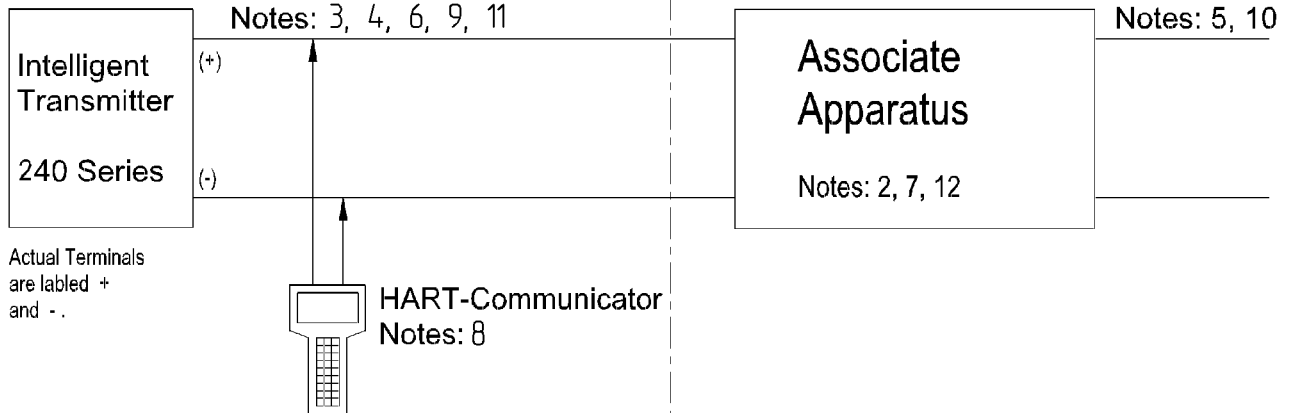 Notes: 3, 4, 6, 9, 11
Notes: 5, 10
Intelligent
Transmitter
240 Series
(+)
(-)
Associate
Apparatus
Notes: 2, 7, 12
Actual Terminals
are labled +
and - .
HART-Communicator
Notes: 8